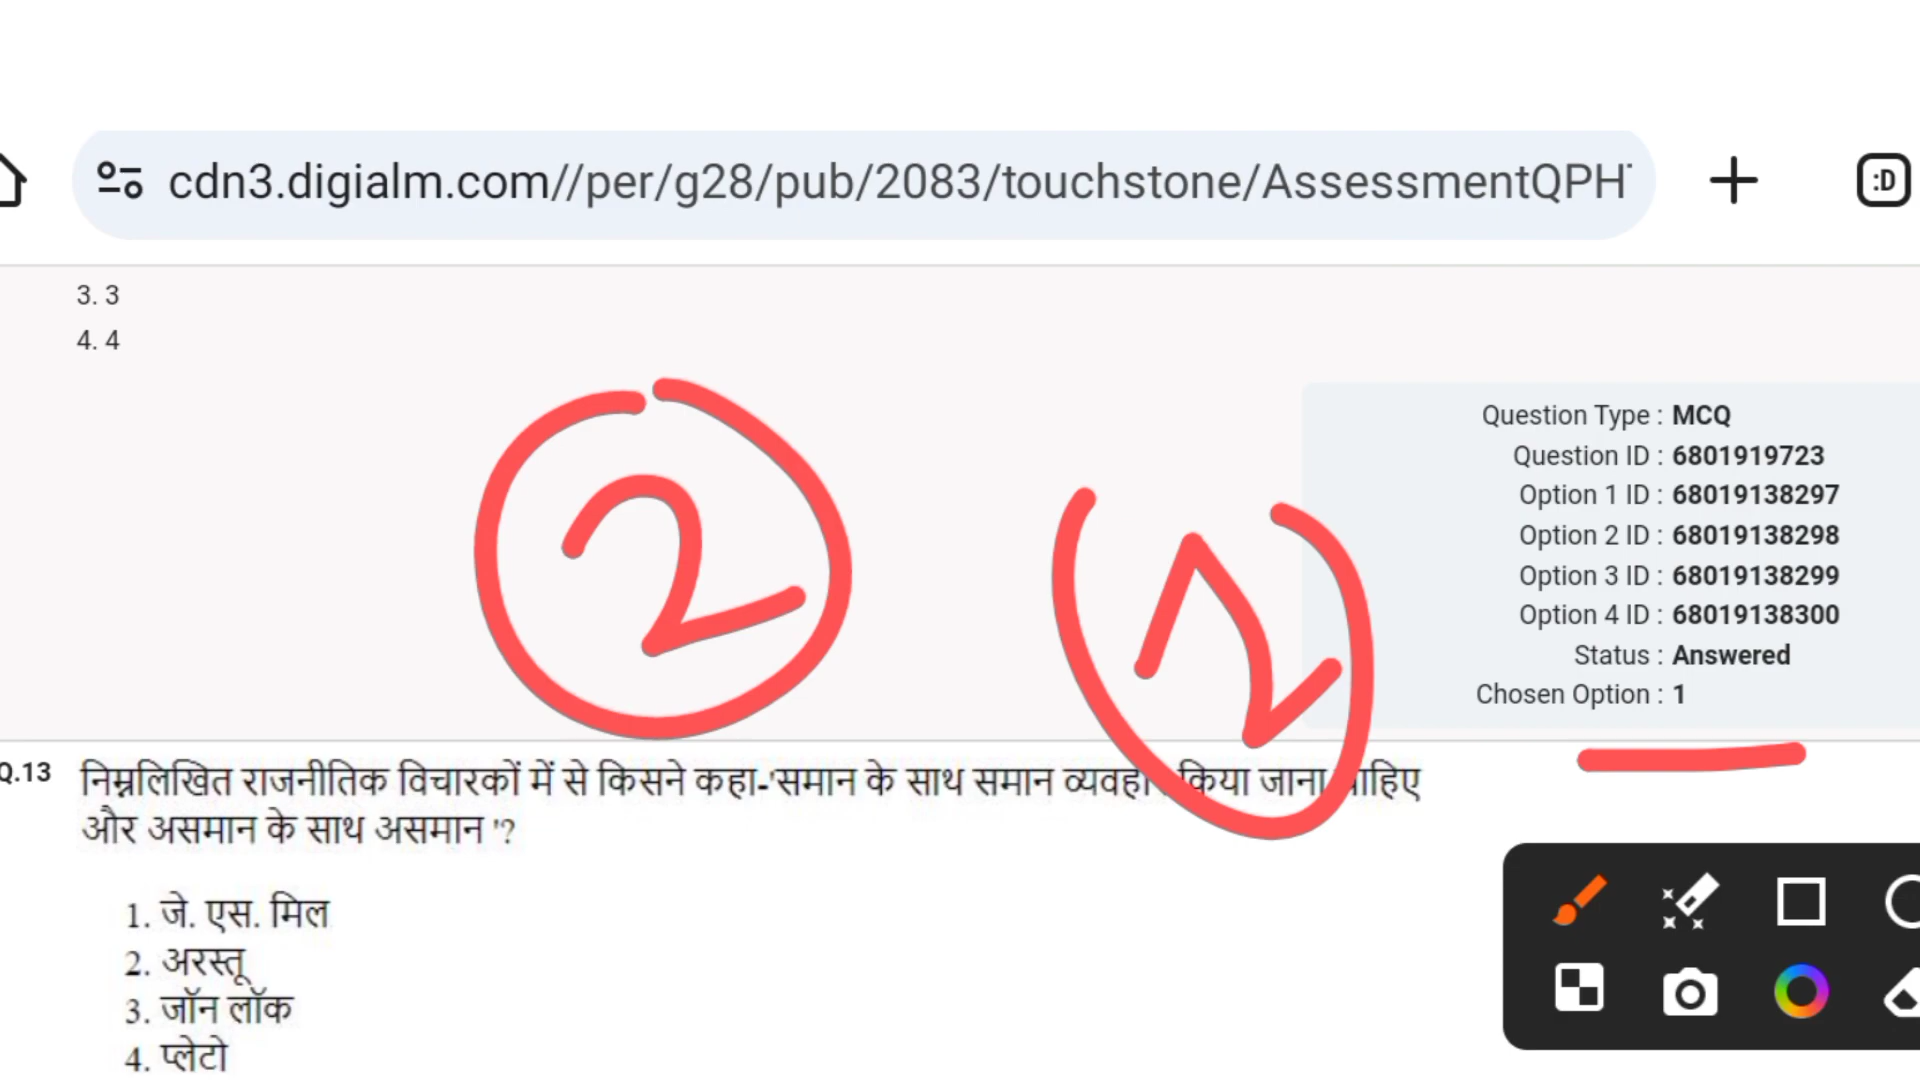 cdn3.digialm.com//per/g28/pub/2083/touchstone/AssessmentQPHT
:D
3. 3
4. 4
2
2
Question Type : MCQ
Question ID : 6801919723
Option 1 ID : 68019138297
Option 2 ID : 68019138298
Option 3 ID : 68019138299
Option 4 ID : 68019138300
Status : Answered
Chosen Option : 1
Q.13 निम्नलिखित राजनीतिक विचारकों में से किसने कहा-'समान के साथ समान व्यवहार किया जाना चाहिए
और असमान के साथ असमान '?
1. जे. एस. मिल
2. अरस्तू
3. जॉन लॉक
4. प्लेटो